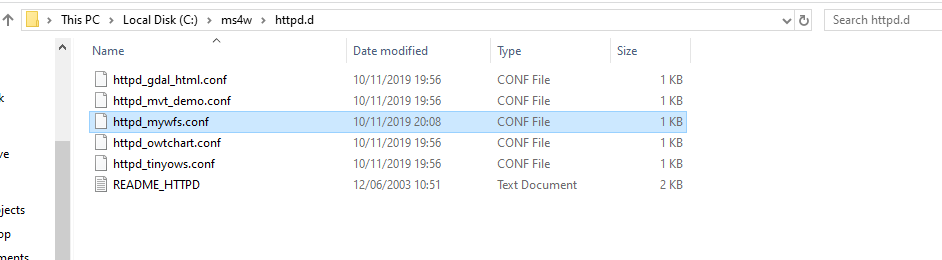 This PC > Local Disk (C:) > ms4w > httpd.d Search httpd.d
Name Date modified Type Size
httpd_gdal_html.conf 10/11/2019 19:56 CONF File 1 KB
httpd_mvt_demo.conf 10/11/2019 19:56 CONF File 1 KB
httpd_mywfs.conf 10/11/2019 20:08 CONF File 1 KB
httpd_owtchart.conf 10/11/2019 19:56 CONF File 1 KB
httpd_tinyows.conf 10/11/2019 19:56 CONF File 1 KB
README_HTTPD 12/06/2003 10:51 Text Document 2 KB
k
ve
ojects
op
ments